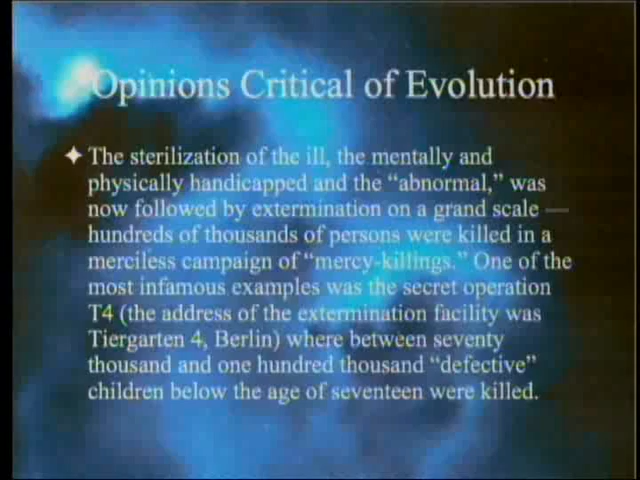 Opinions Critical of Evolution
✦ The sterilization of the ill, the mentally and
physically handicapped and the “abnormal,” was
now followed by extermination on a grand scale —
hundreds of thousands of persons were killed in a
merciless campaign of “mercy-killings.” One of the
most infamous examples was the secret operation
T4 (the address of the extermination facility was
Tiergarten 4, Berlin) where between seventy
thousand and one hundred thousand “defective”
children below the age of seventeen were killed.